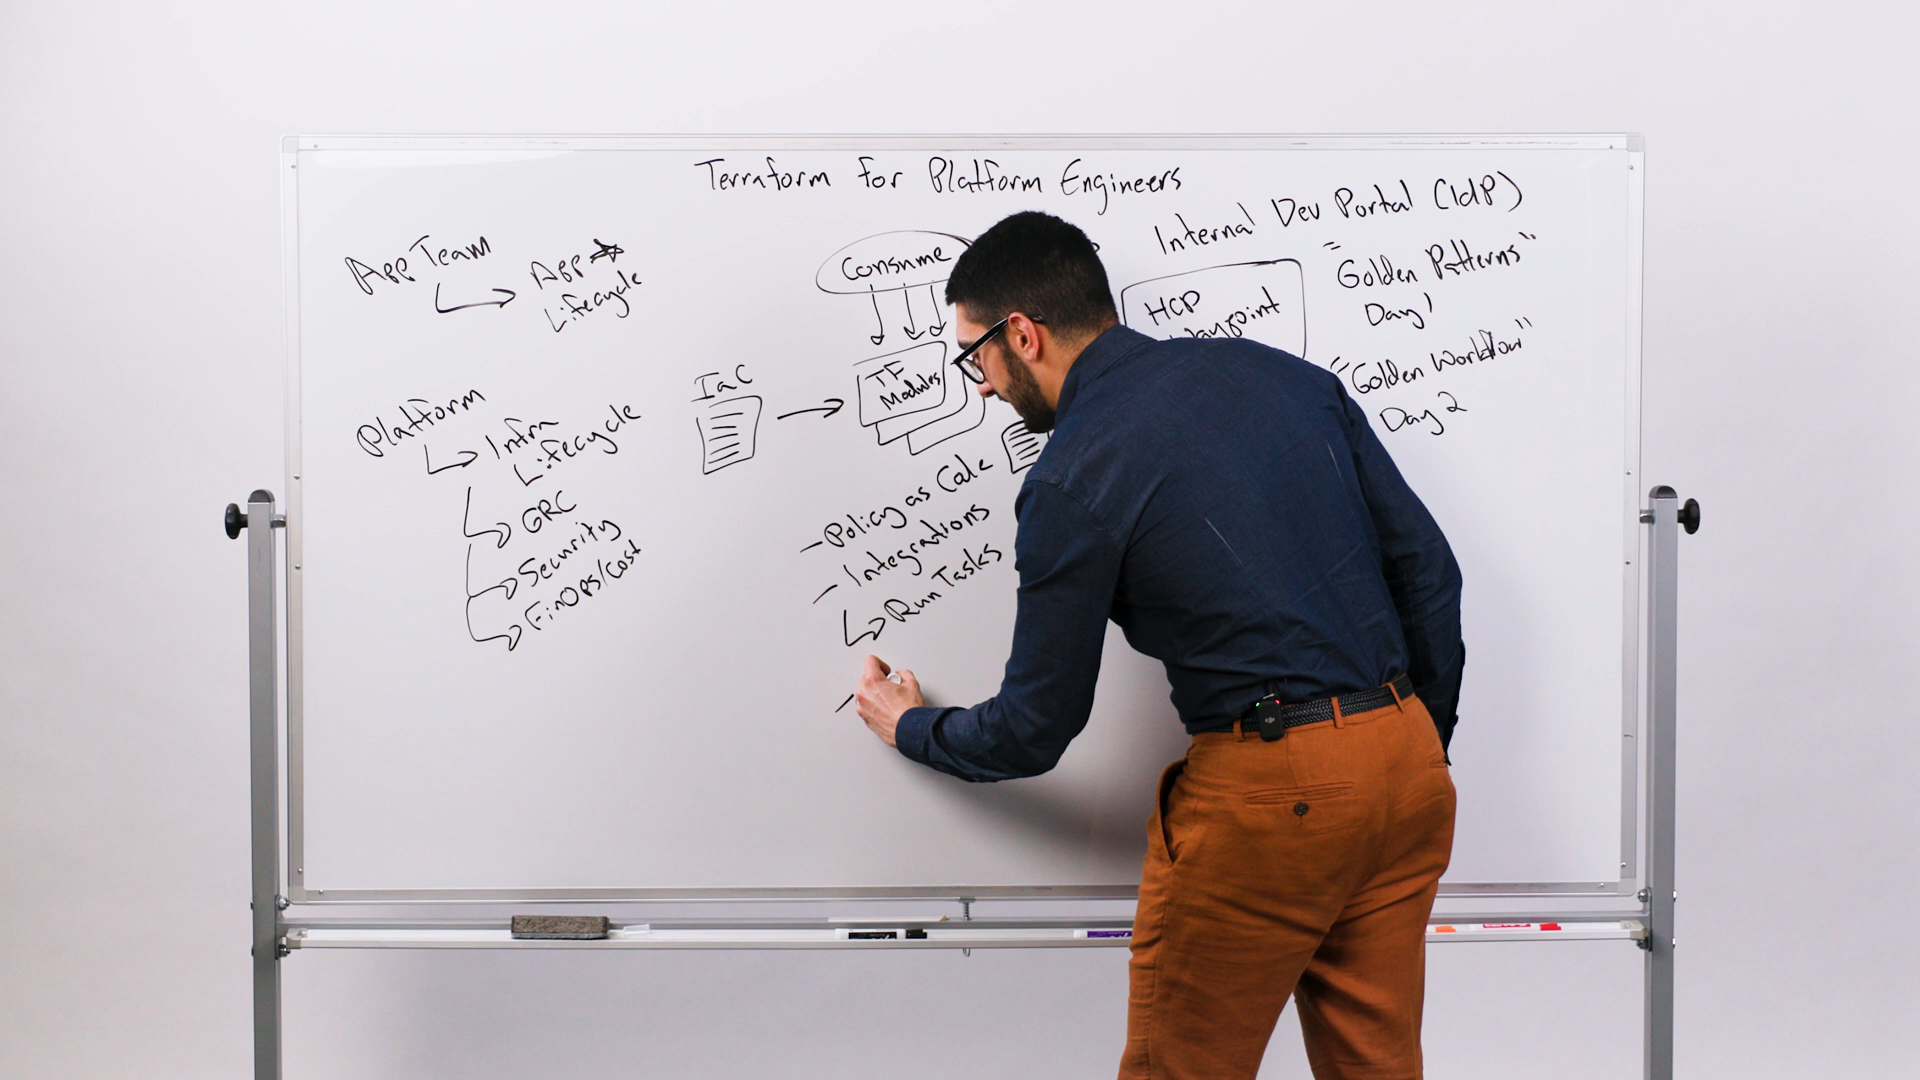 Terraform for Platform Engineers
App Team
App
Lifecycle
Platform
Infra
Lifecycle
GRC
Security
FinOps/Cost
IaC
Consume
TF
Modules
- Policy as Code
- Integrations
Run Tasks
-
Internal Dev Portal (IdP)
HCP
Waypoint
"Golden Patterns"
Day 1
"Golden Workflow"
Day 2